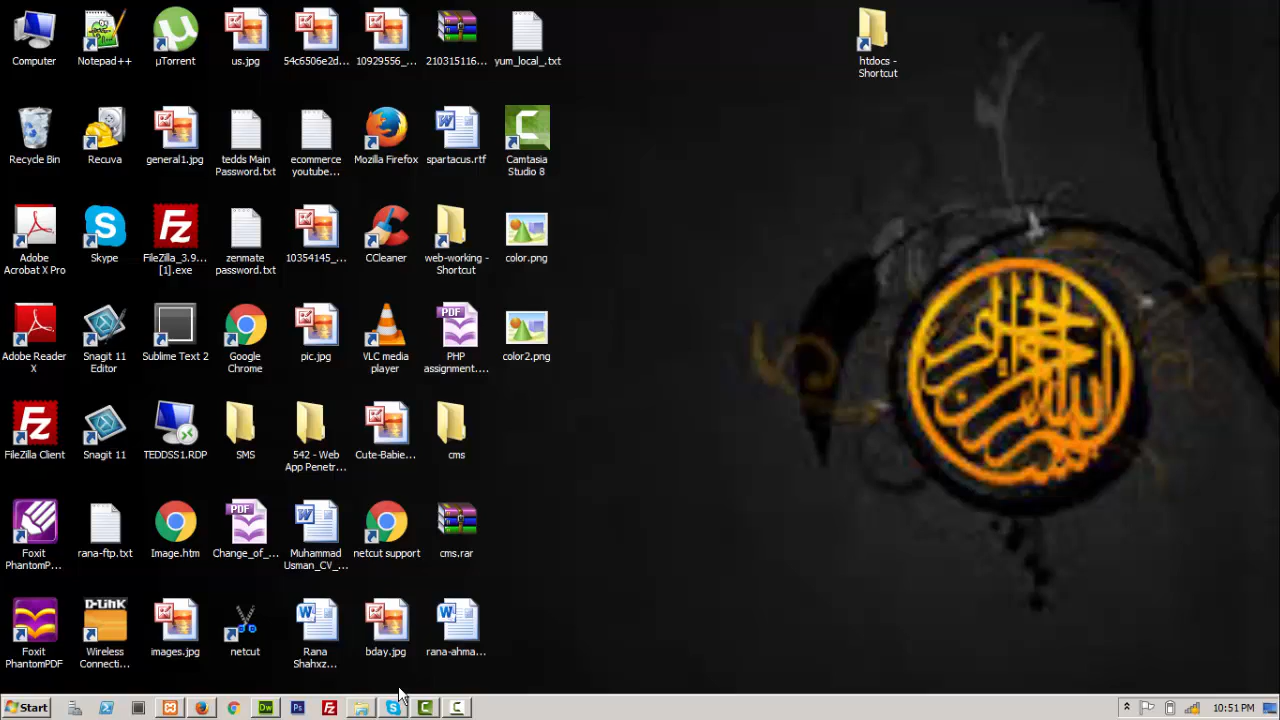 Computer
Notepad++
µTorrent
us.jpg
54c6506e2d...
10929556_...
210315116...
yum_local_.txt
htdocs -
Shortcut
Recycle Bin
Recuva
general1.jpg
tedds Main
Password.txt
ecommerce
youtube...
Mozilla Firefox
spartacus.rtf
Camtasia
Studio 8
Adobe
Acrobat X Pro
Skype
FileZilla_3.9...
[1].exe
zenmate
password.txt
10354145_...
CCleaner
web-working -
Shortcut
color.png
Adobe Reader
X
Snagit 11
Editor
Sublime Text 2
Google
Chrome
pic.jpg
VLC media
player
PDF
PHP
assignment....
color2.png
FileZilla Client
Snagit 11
TEDDSS1.RDP
SMS
542 - Web
App Penetr...
Cute-Babie...
cms
Foxit
PhantomP...
rana-ftp.txt
Image.htm
PDF
Change_of_...
Muhammad
Usman_CV_...
netcut support
cms.rar
Foxit
PhantomPDF
D-Link
Wireless
Connecti...
images.jpg
netcut
Rana
Shahxz...
bday.jpg
rana-ahma...
Start
Dw
Ps
Fz
10:51 PM